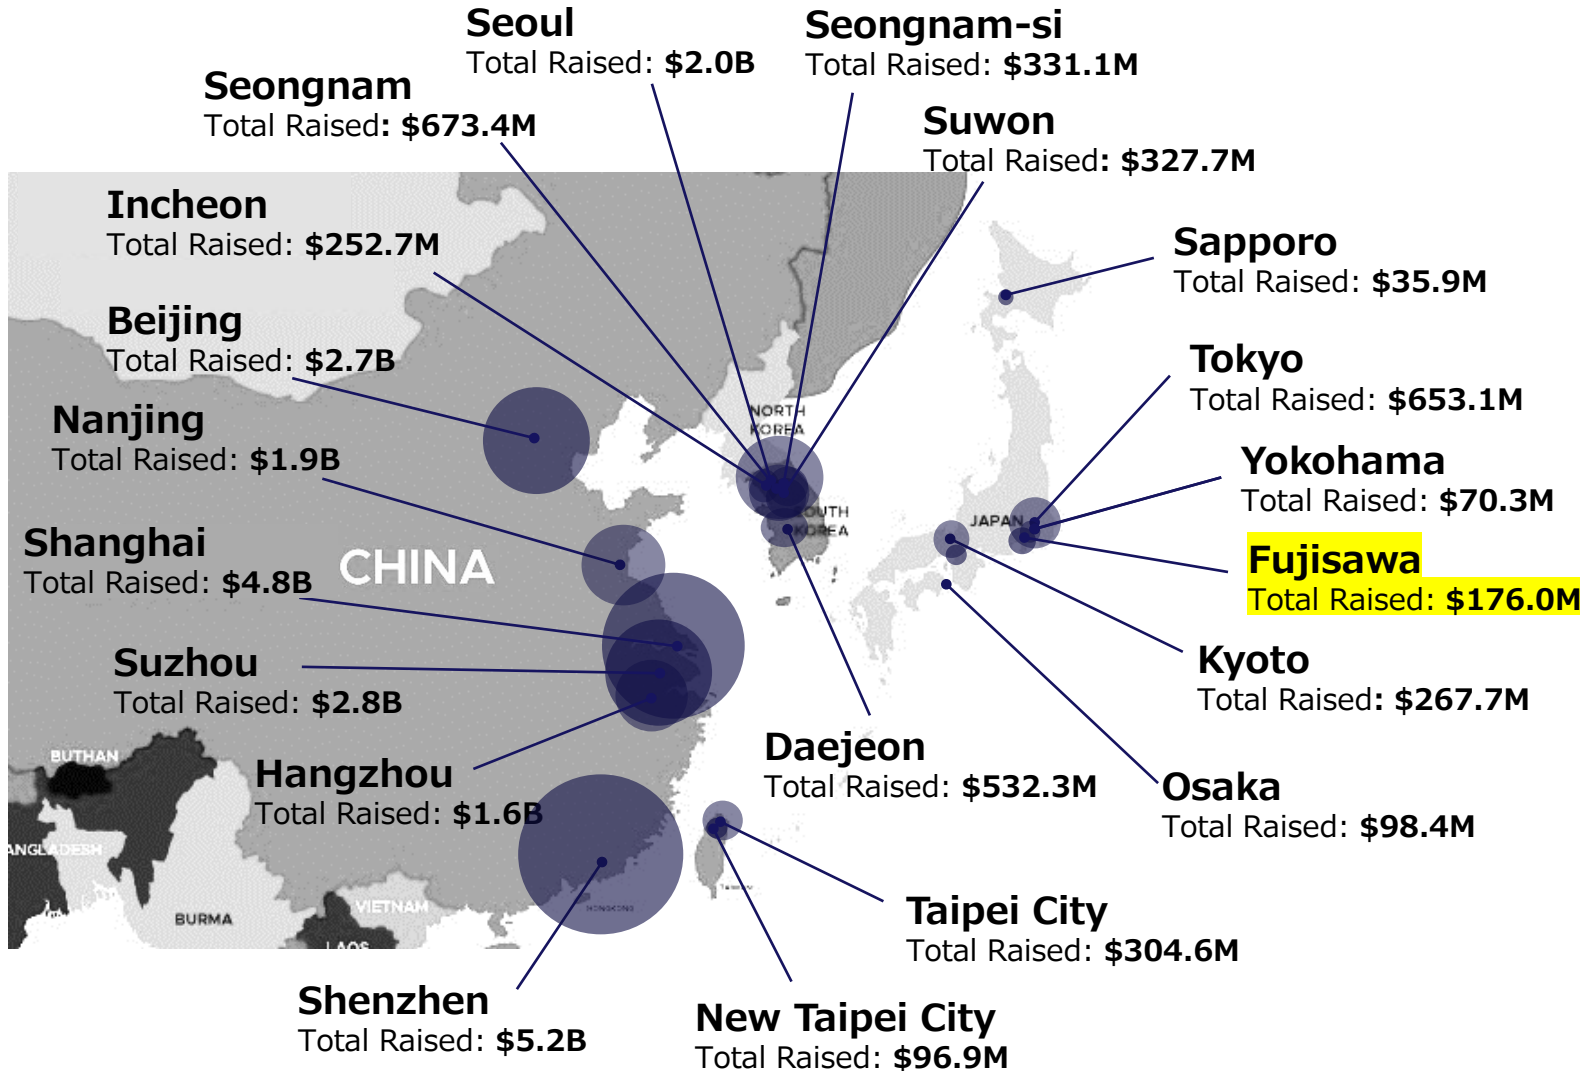 Seoul
Total Raised: $2.0B
Seongnam-si
Total Raised: $331.1M
Seongnam
Total Raised: $673.4M
Suwon
Total Raised: $327.7M
Incheon
Total Raised: $252.7M
Sapporo
Total Raised: $35.9M
Beijing
Total Raised: $2.7B
Tokyo
Total Raised: $653.1M
Nanjing
Total Raised: $1.9B
NORTH
KOREA
Yokohama
Total Raised: $70.3M
SOUTH
KOREA
JAPAN
Shanghai
Total Raised: $4.8B
CHINA
Fujisawa
Total Raised: $176.0M
Suzhou
Total Raised: $2.8B
Kyoto
Total Raised: $267.7M
BUTHAN
Hangzhou
Total Raised: $1.6B
Daejeon
Total Raised: $532.3M
Osaka
Total Raised: $98.4M
ANGLADESH
TAIWAN
HONGKONG
VIETNAM
BURMA
LAOS
Taipei City
Total Raised: $304.6M
Shenzhen
Total Raised: $5.2B
New Taipei City
Total Raised: $96.9M